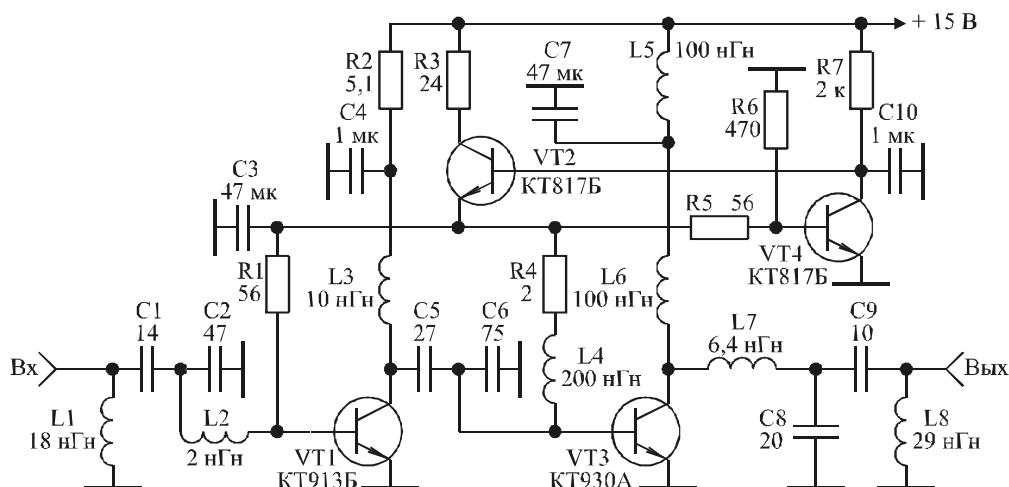 + 15 В
R2
5,1
R3
24
C7
47 мк
L5
100 нГн
R7
2 к
R6
470
C4
1 мк
C10
1 мк
VT2
КТ817Б
C3
47 мк
R5 56
VT4
КТ817Б
R1
56
L3
10 нГн
R4
2
L6
100 нГн
C1
14
C2
47
C5
27
C6
75
L7
6,4 нГн
C9
10
Вх
Вых
L4
200 нГн
L1
18 нГн
L2
2 нГн
C8
20
L8
29 нГн
VT1
КТ913Б
VT3
КТ930А